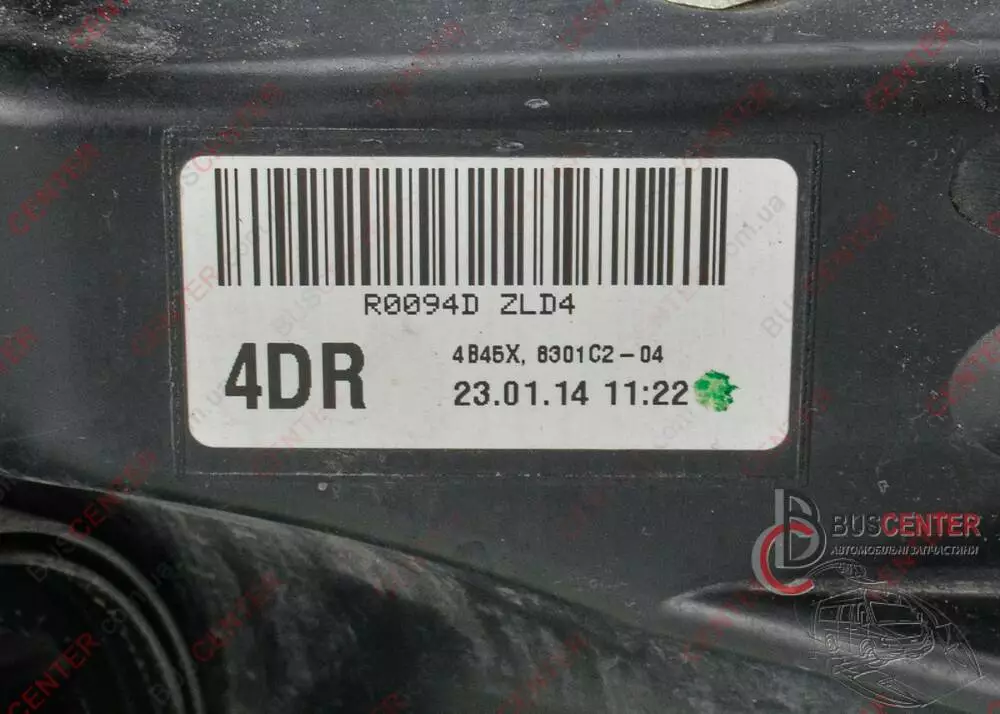 R0094D ZLD4
4DR
4B45X, 8301C2-04
23.01.14 11:22
BUSCENTER
АВТОМОБІЛЬНІ ЗАПЧАСТИНИ